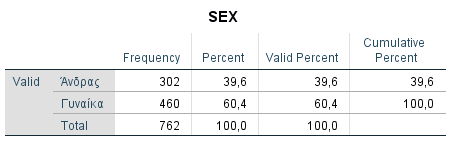 SEX
Frequency Percent Valid Percent Cumulative Percent
Valid Άνδρας 302 39,6 39,6 39,6
Γυναίκα 460 60,4 60,4 100,0
Total 762 100,0 100,0